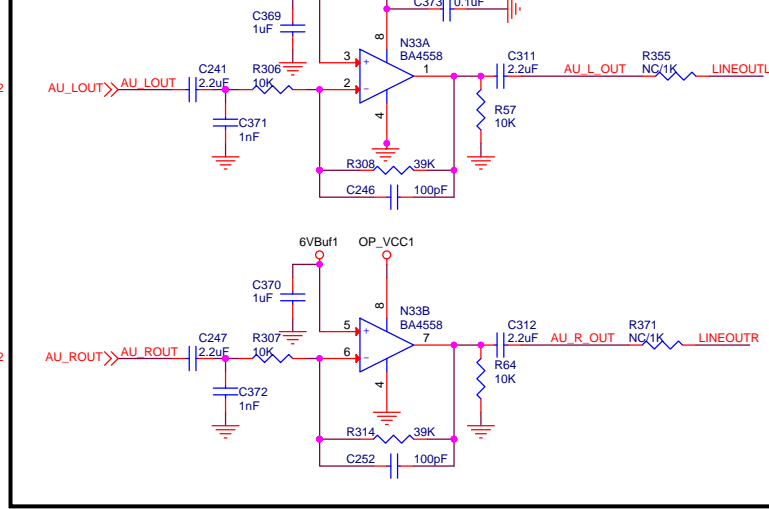 C373 0.1uF
C369
1uF
8
N33A
BA4558
3
+
1
2
-
4
AU_LOUT
AU_LOUT
C241
2.2uF
R306
10K
C371
1nF
C311
2.2uF
AU_L_OUT
R355
NC/1K
LINEOUTL
R57
10K
R308
39K
C246
100pF
6VBuf1
OP_VCC1
C370
1uF
8
N33B
BA4558
5
+
7
6
-
4
2
AU_ROUT
AU_ROUT
C247
2.2uF
R307
10K
C372
1nF
C312
2.2uF
AU_R_OUT
R371
NC/1K
LINEOUTR
R64
10K
R314
39K
C252
100pF